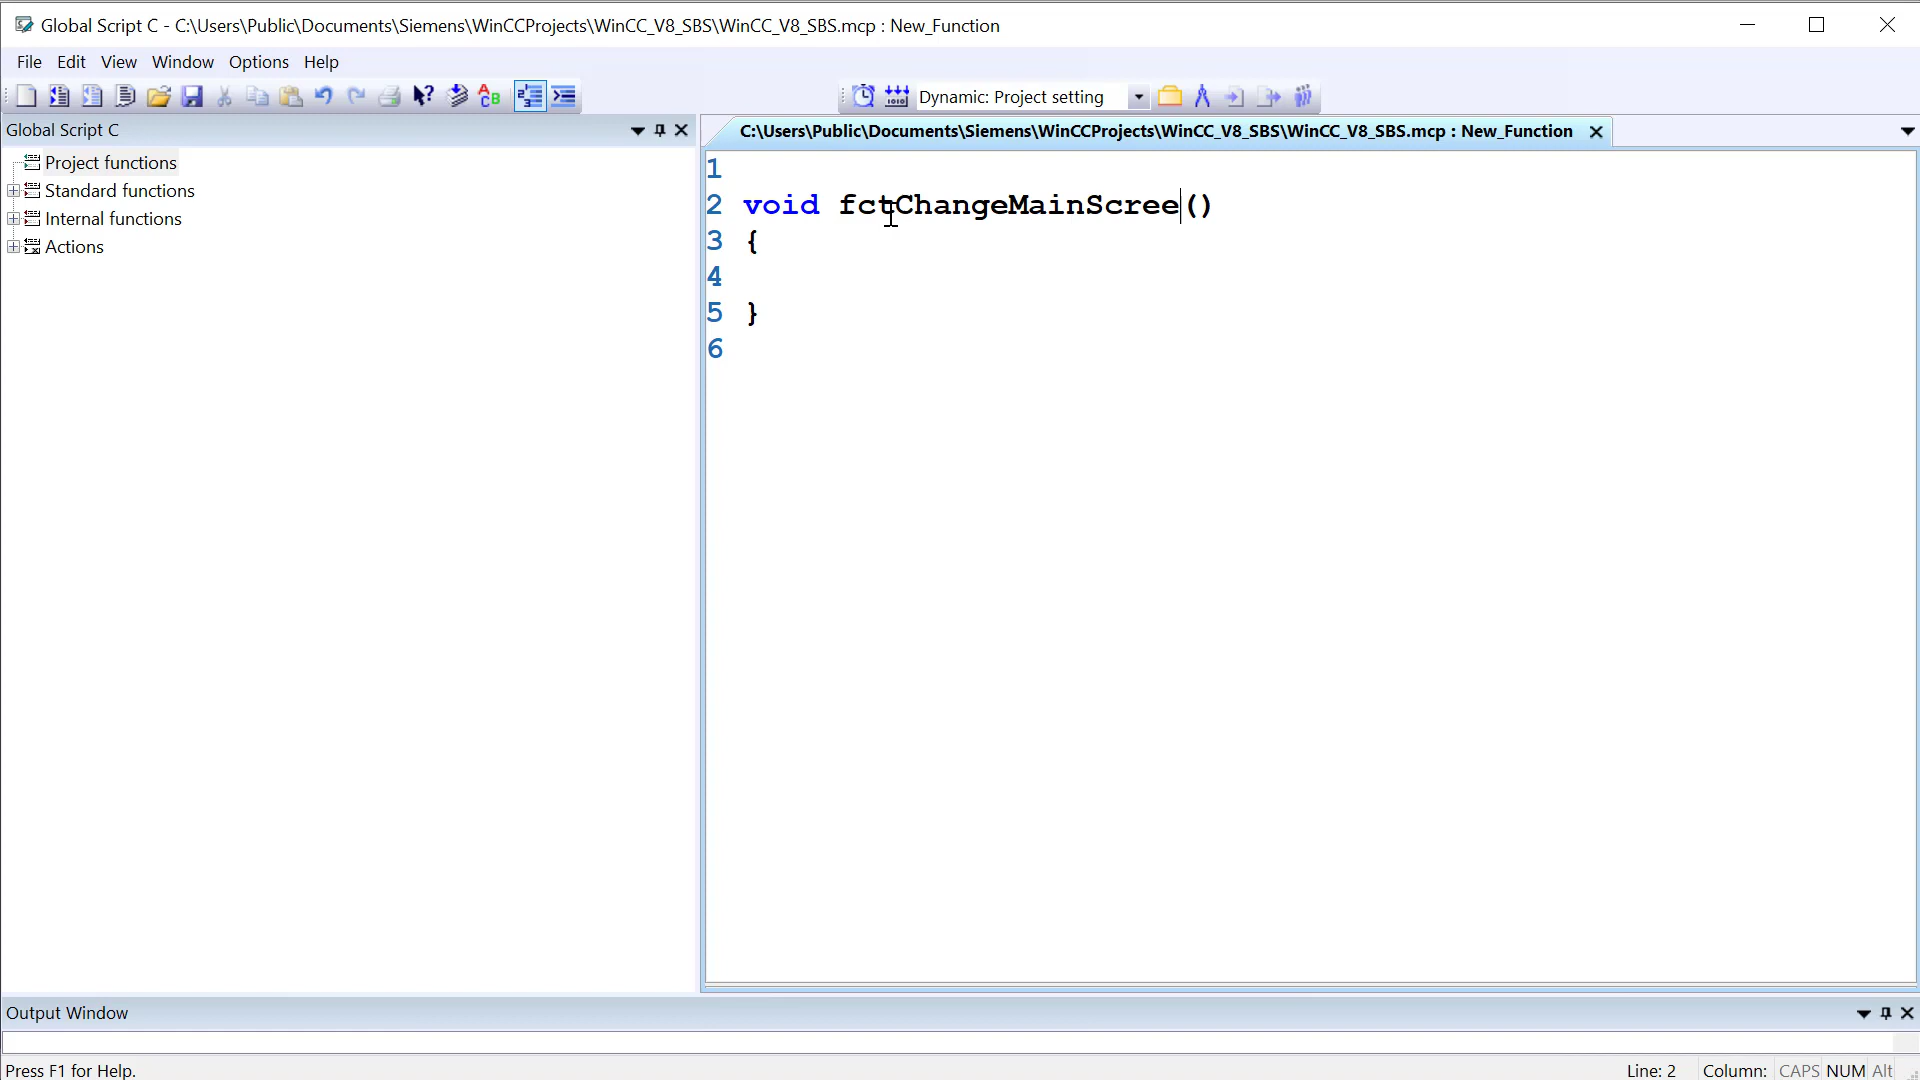 Global Script C - C:\Users\Public\Documents\Siemens\WinCCProjects\WinCC_V8_SBS\WinCC_V8_SBS.mcp : New_Function
File Edit View Window Options Help
Dynamic: Project setting
Global Script C
C:\Users\Public\Documents\Siemens\WinCCProjects\WinCC_V8_SBS\WinCC_V8_SBS.mcp : New_Function
Project functions
Standard functions
Internal functions
Actions
1
2 void fctChangeMainScree()
3 {
4
5 }
6
Output Window
Press F1 for Help.
Line: 2 Column: CAPS NUM Alt